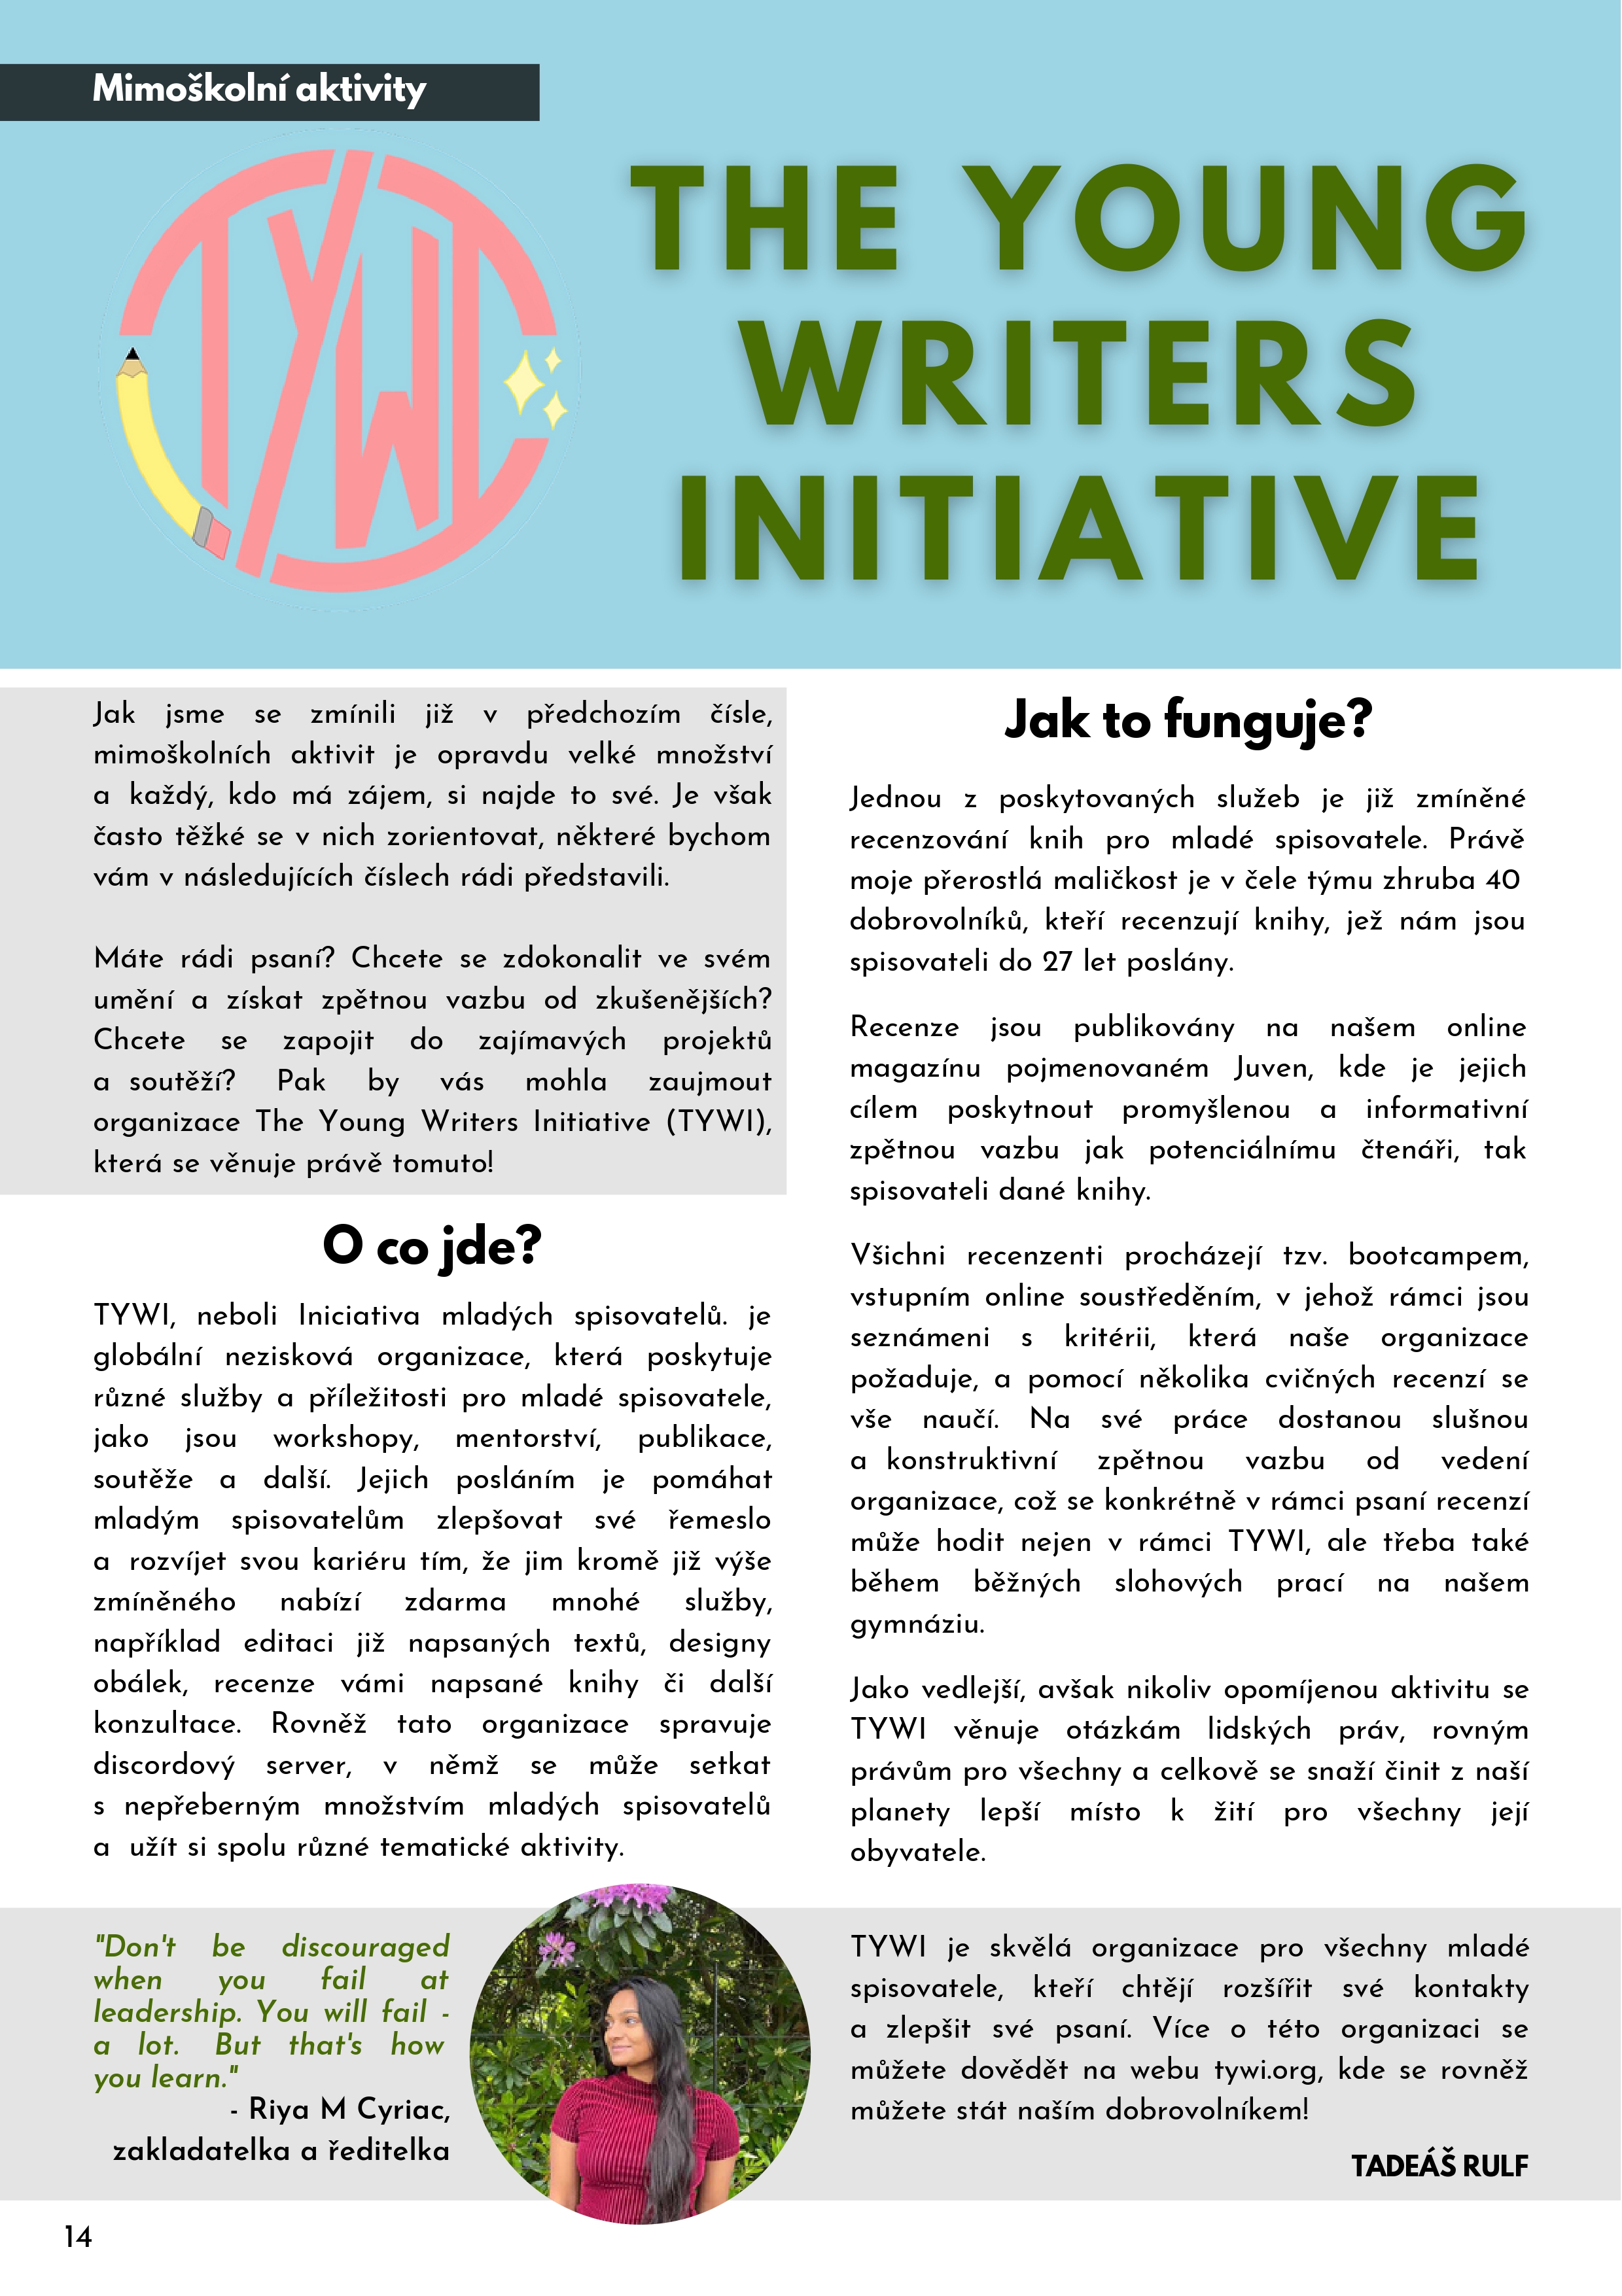 Mimoškolní aktivity
TYWI
THE YOUNG
WRITERS
INITIATIVE
Jak jsme se zmínili již v předchozím čísle,
mimoškolních aktivit je opravdu velké množství
a každý, kdo má zájem, si najde to své. Je však
často těžké se v nich zorientovat, některé bychom
vám v následujících číslech rádi představili.
Máte rádi psaní? Chcete se zdokonalit ve svém
umění a získat zpětnou vazbu od zkušenějších?
Chcete se zapojit do zajímavých projektů
a soutěží? Pak by vás mohla zaujmout
organizace The Young Writers Initiative (TYWI),
která se věnuje právě tomuto!
O co jde?
TYWI, neboli Iniciativa mladých spisovatelů. je
globální nezisková organizace, která poskytuje
různé služby a příležitosti pro mladé spisovatele,
jako jsou workshopy, mentorství, publikace,
soutěže a další. Jejich posláním je pomáhat
mladým spisovatelům zlepšovat své řemeslo
a rozvíjet svou kariéru tím, že jim kromě již výše
zmíněného nabízí zdarma mnohé služby,
například editaci již napsaných textů, designy
obálek, recenze vámi napsané knihy či další
konzultace. Rovněž tato organizace spravuje
discordový server, v němž se může setkat
s nepřeberným množstvím mladých spisovatelů
a užít si spolu různé tematické aktivity.
Jak to funguje?
Jednou z poskytovaných služeb je již zmíněné
recenzování knih pro mladé spisovatele. Právě
moje přerostlá maličkost je v čele týmu zhruba 40
dobrovolníků, kteří recenzují knihy, jež nám jsou
spisovateli do 27 let poslány.
Recenze jsou publikovány na našem online
magazínu pojmenovaném Juven, kde je jejich
cílem poskytnout promyšlenou a informativní
zpětnou vazbu jak potenciálnímu čtenáři, tak
spisovateli dané knihy.
Všichni recenzenti procházejí tzv. bootcampem,
vstupním online soustředěním, v jehož rámci jsou
seznámeni s kritérii, která naše organizace
požaduje, a pomocí několika cvičných recenzí se
vše naučí. Na své práce dostanou slušnou
a konstruktivní zpětnou vazbu od vedení
organizace, což se konkrétně v rámci psaní recenzí
může hodit nejen v rámci TYWI, ale třeba také
během běžných slohových prací na našem
gymnáziu.
Jako vedlejší, avšak nikoliv opomíjenou aktivitu se
TYWI věnuje otázkám lidských práv, rovným
právům pro všechny a celkově se snaží činit z naší
planety lepší místo k žití pro všechny její
obyvatele.
"Don't be discouraged
when you fail at
leadership. You will fail -
a lot. But that's how
you learn."
- Riya M Cyriac,
zakladatelka a ředitelka
TYWI je skvělá organizace pro všechny mladé
spisovatele, kteří chtějí rozšířit své kontakty
a zlepšit své psaní. Více o této organizaci se
můžete dovědět na webu tywi.org, kde se rovněž
můžete stát naším dobrovolníkem!
TADEÁŠ RULF
14